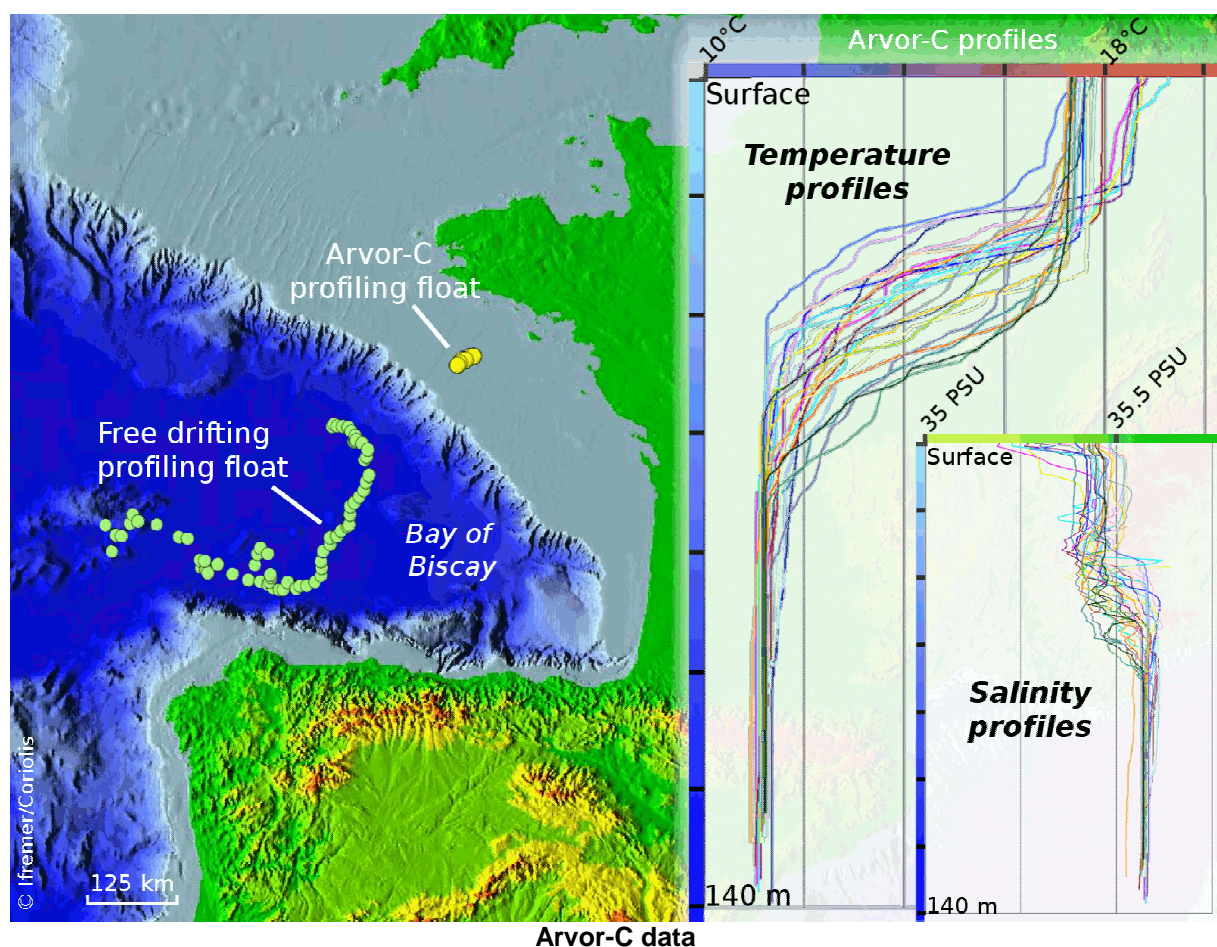 Arvor-C profiles
10°C
18°C
Surface
Temperature
profiles
Arvor-C
profiling float
Free drifting
profiling float
Bay of
Biscay
35 PSU
35.5 PSU
Surface
Salinity
profiles
© Ifremer/Coriolis
125 km
140 m
140 m
Arvor-C data